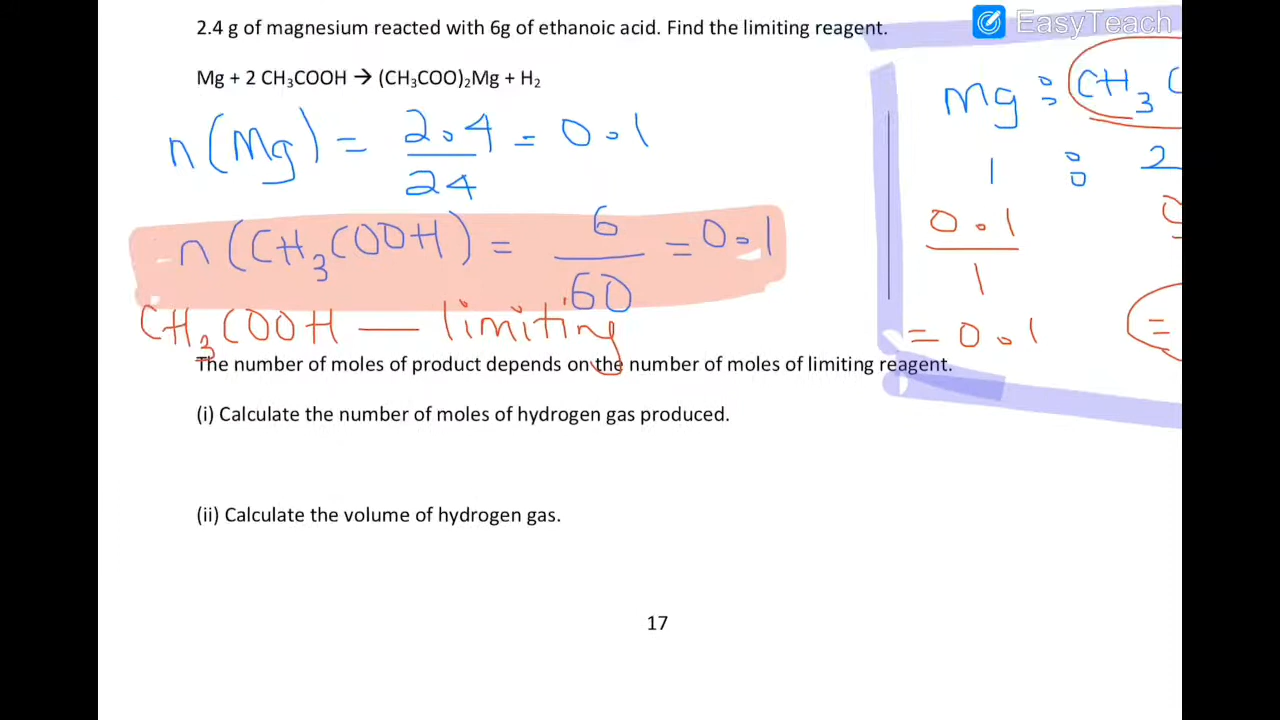 2.4 g of magnesium reacted with 6g of ethanoic acid. Find the limiting reagent.
EasyTeach
Mg + 2 CH₃COOH → (CH₃COO)₂Mg + H₂
n(Mg) = 2.4/24 = 0.1
n(CH₃COOH) = 6/60 = 0.1
CH₃COOH — limiting
The number of moles of product depends on the number of moles of limiting reagent.
(i) Calculate the number of moles of hydrogen gas produced.
(ii) Calculate the volume of hydrogen gas.
17
Mg : CH₃
1 : 2
0.1/1
= 0.1
=